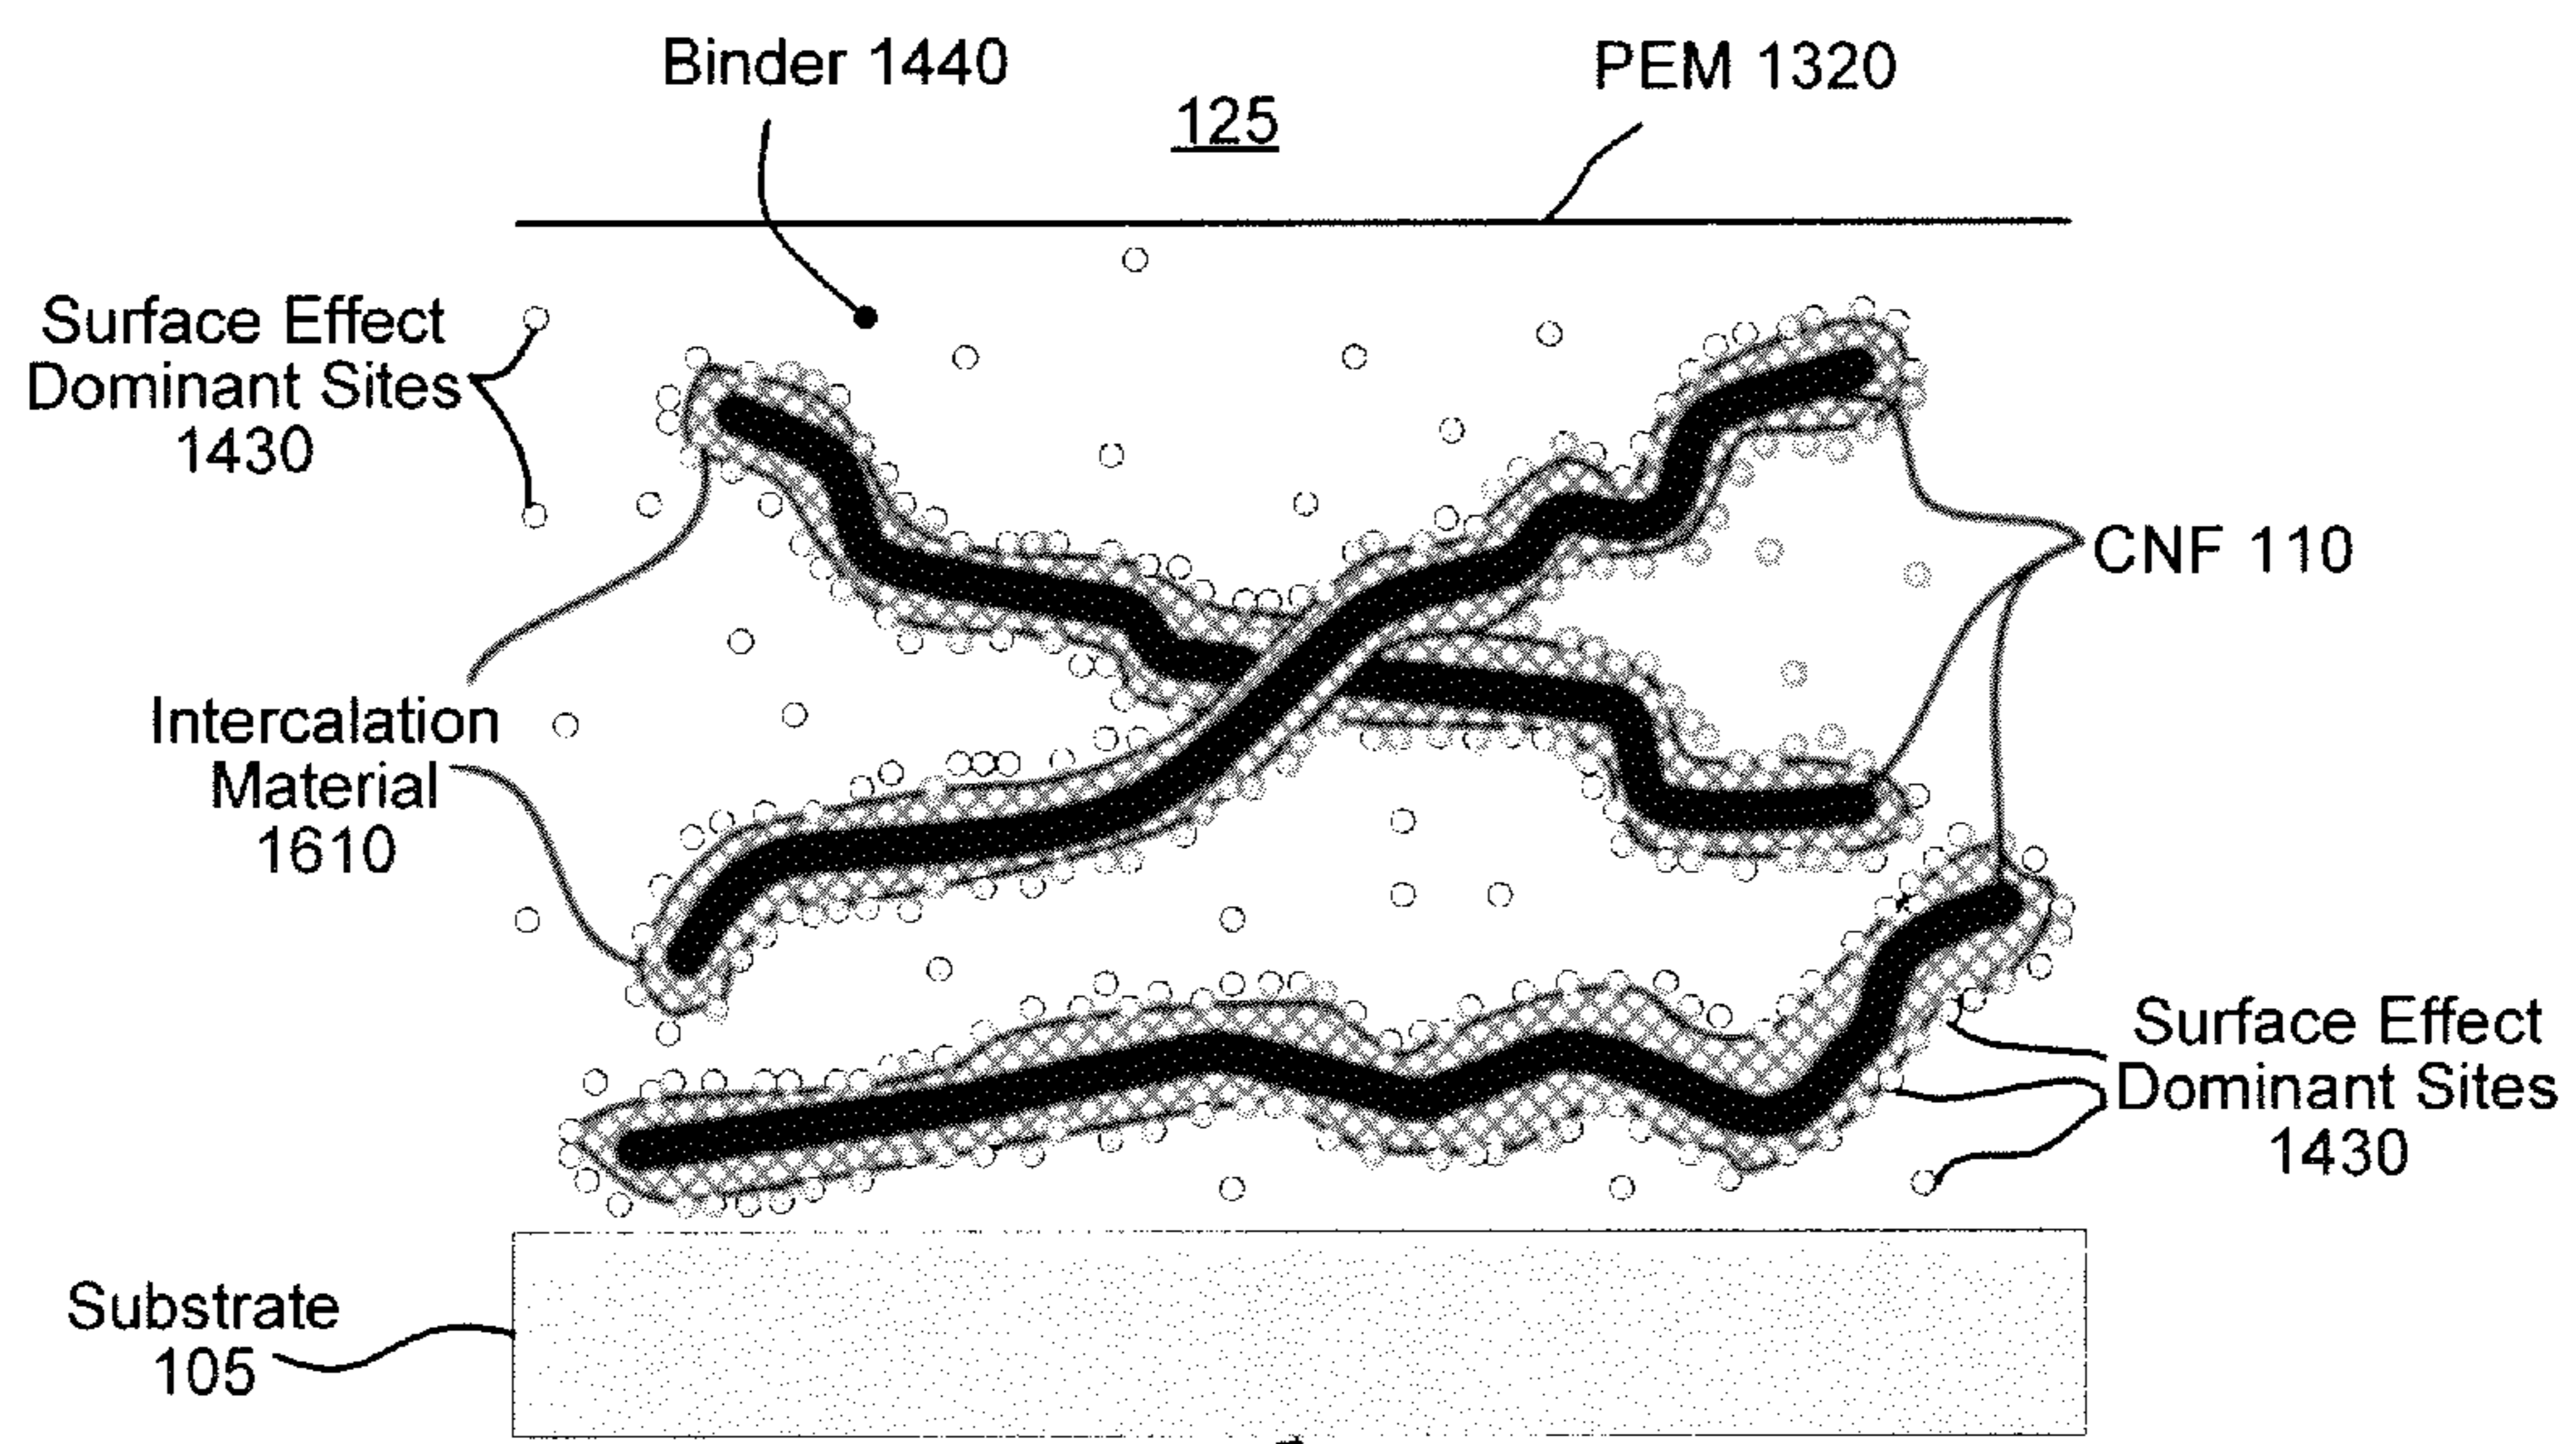 Binder 1440
PEM 1320
125
Surface Effect
Dominant Sites
1430
CNF 110
Intercalation
Material
1610
Surface Effect
Dominant Sites
1430
Substrate
105